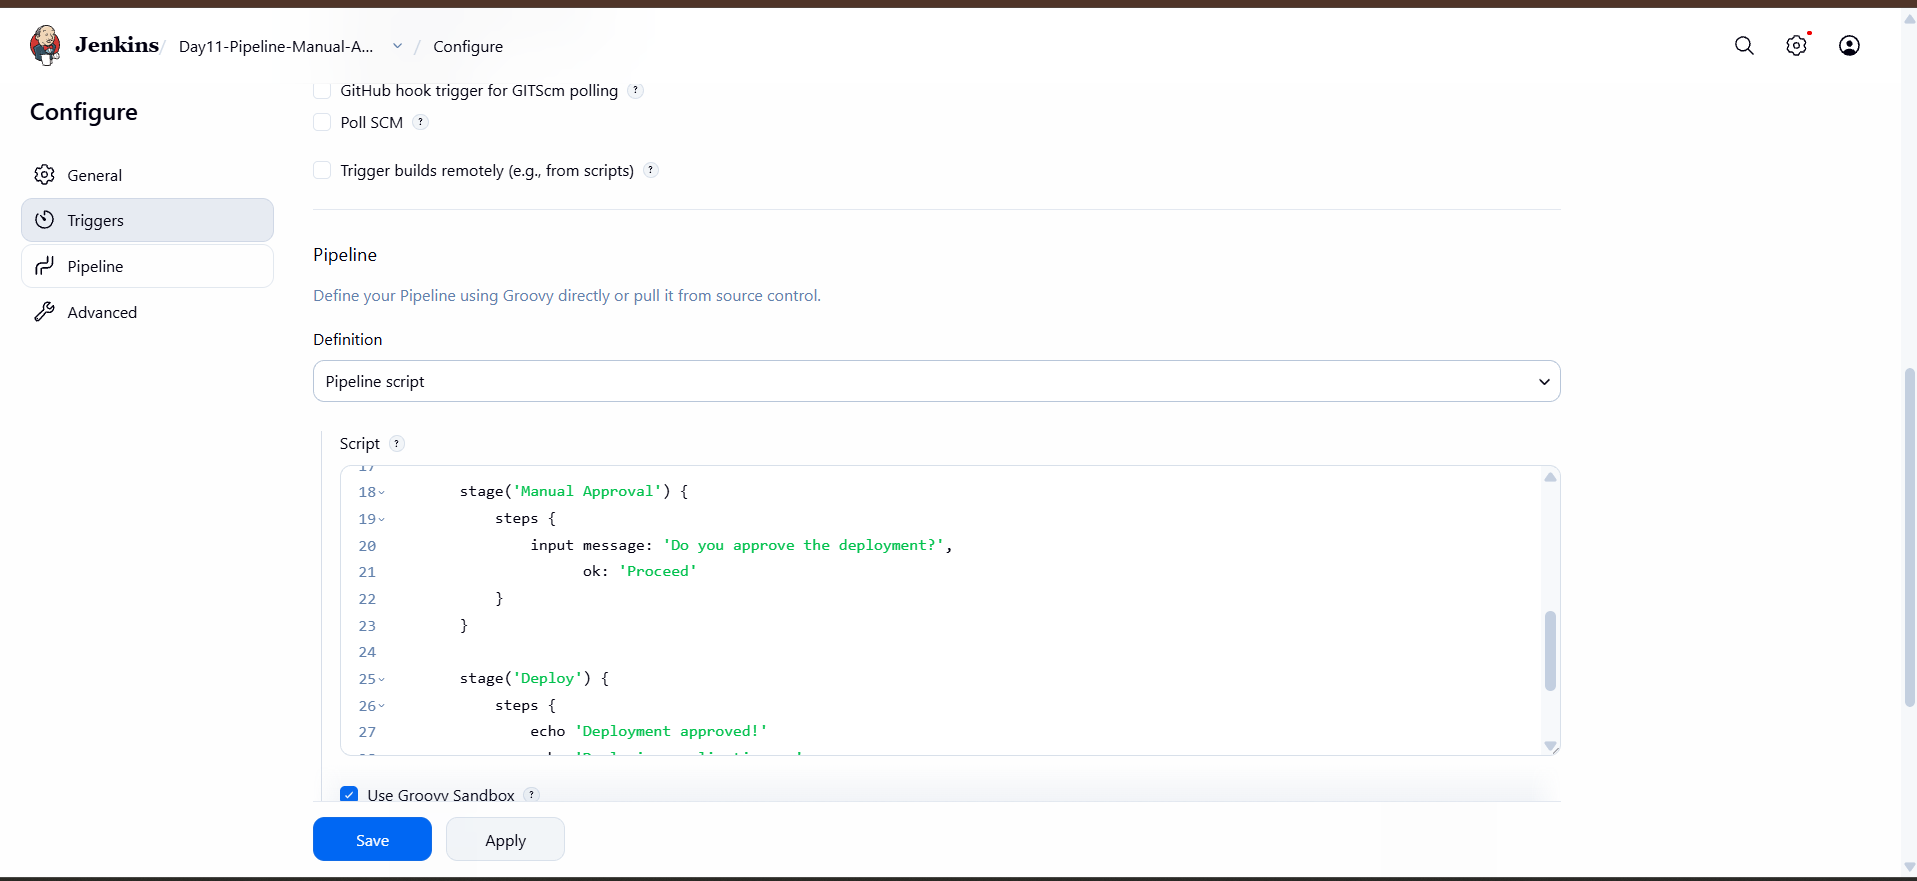 Jenkins / Day11-Pipeline-Manual-A... / Configure
Configure
General
Triggers
Pipeline
Advanced
GitHub hook trigger for GITScm polling ?
Poll SCM ?
Trigger builds remotely (e.g., from scripts) ?
Pipeline
Define your Pipeline using Groovy directly or pull it from source control.
Definition
Pipeline script
Script ?
17
18 stage('Manual Approval') {
19 steps {
20 input message: 'Do you approve the deployment?',
21 ok: 'Proceed'
22 }
23 }
24
25 stage('Deploy') {
26 steps {
27 echo 'Deployment approved!'
Use Groovy Sandbox ?
Save
Apply